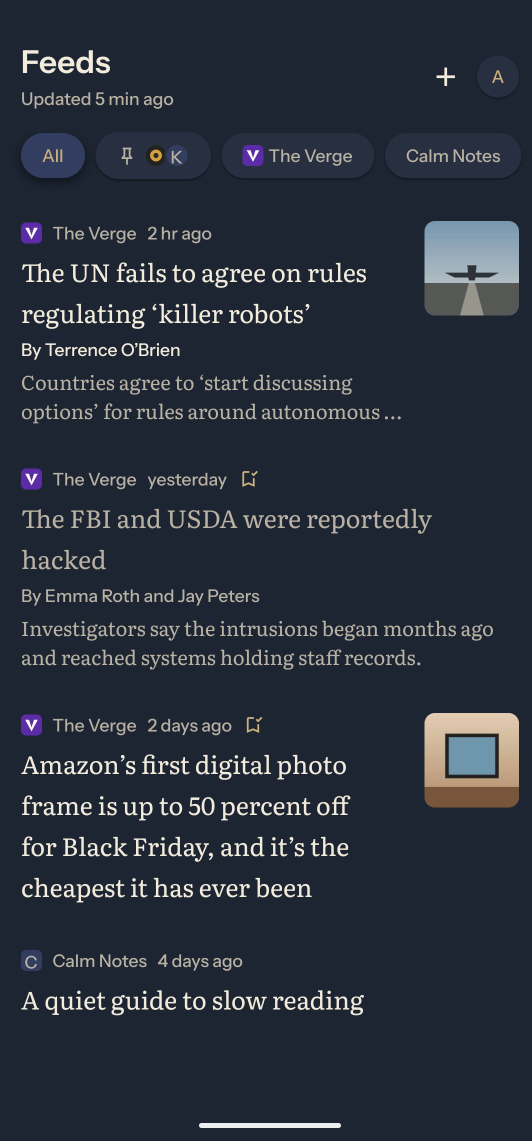 Feeds
Updated 5 min ago
A
All
K
The Verge
Calm Notes
The Verge 2 hr ago
The UN fails to agree on rules
regulating ‘killer robots’
By Terrence O’Brien
Countries agree to ‘start discussing
options’ for rules around autonomous…
The Verge yesterday
The FBI and USDA were reportedly
hacked
By Emma Roth and Jay Peters
Investigators say the intrusions began months ago
and reached systems holding staff records.
The Verge 2 days ago
Amazon’s first digital photo
frame is up to 50 percent off
for Black Friday, and it’s the
cheapest it has ever been
C Calm Notes 4 days ago
A quiet guide to slow reading